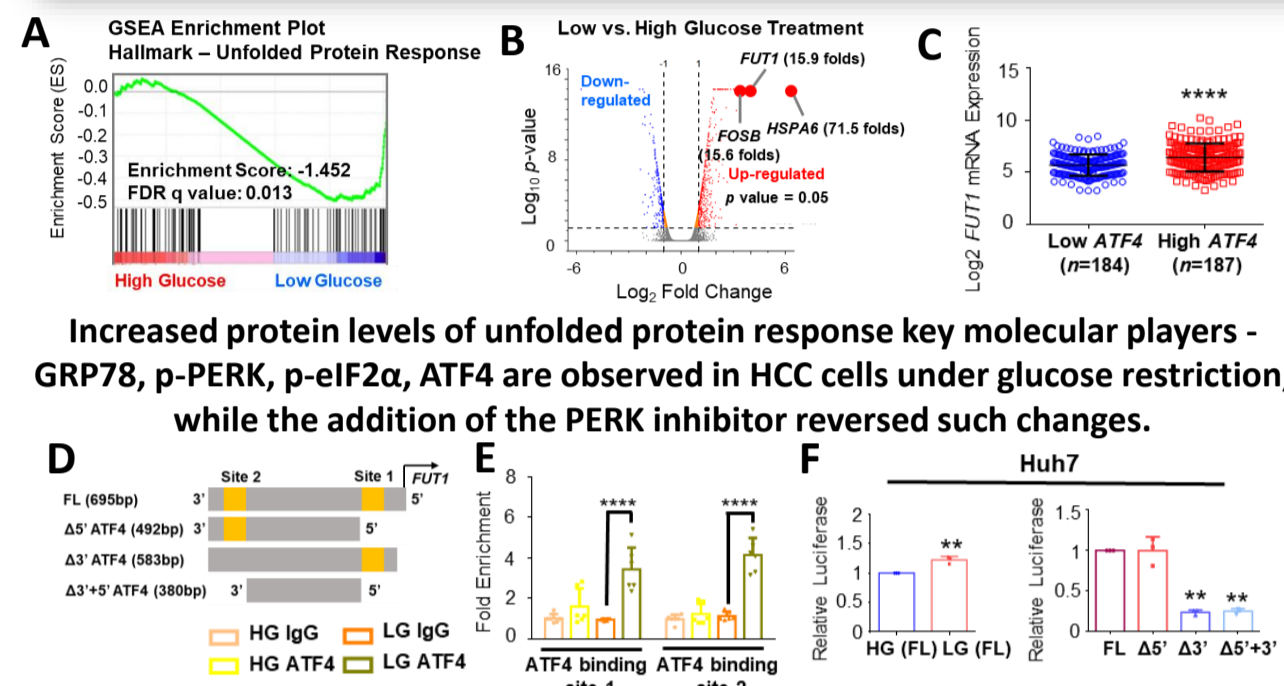 A
GSEA Enrichment Plot
Hallmark – Unfolded Protein Response
Enrichment Score (ES)
0.0
-0.1
-0.2
-0.3
-0.4
-0.5
Enrichment Score: -1.452
FDR q value: 0.013
High Glucose
Low Glucose
B
Low vs. High Glucose Treatment
Log10 p-value
16
8
0
-1
1
Down-
regulated
FUT1 (15.9 folds)
FOSB
(15.6 folds)
HSPA6 (71.5 folds)
Up-regulated
p value = 0.05
-6
0
6
Log2 Fold Change
C
Log2 FUT1 mRNA Expression
15
10
5
0
****
Low ATF4
(n=184)
High ATF4
(n=187)
Increased protein levels of unfolded protein response key molecular players -
GRP78, p-PERK, p-eIF2α, ATF4 are observed in HCC cells under glucose restriction,
while the addition of the PERK inhibitor reversed such changes.
D
Site 2
Site 1
FUT1
FL (695bp)
3’
5’
Δ5’ ATF4 (492bp)
3’
5’
Δ3’ ATF4 (583bp)
Δ3’+5’ ATF4 (380bp)
3’
5’
HG IgG
LG IgG
HG ATF4
LG ATF4
E
Fold Enrichment
8
6
4
2
0
****
****
ATF4 binding
site 1
ATF4 binding
site 2
F
Huh7
Relative Luciferase
2
1.5
1
0.5
0
**
HG (FL) LG (FL)
Relative Luciferase
1.5
1
0.5
0
**
**
FL Δ5’ Δ3’ Δ5’+3’